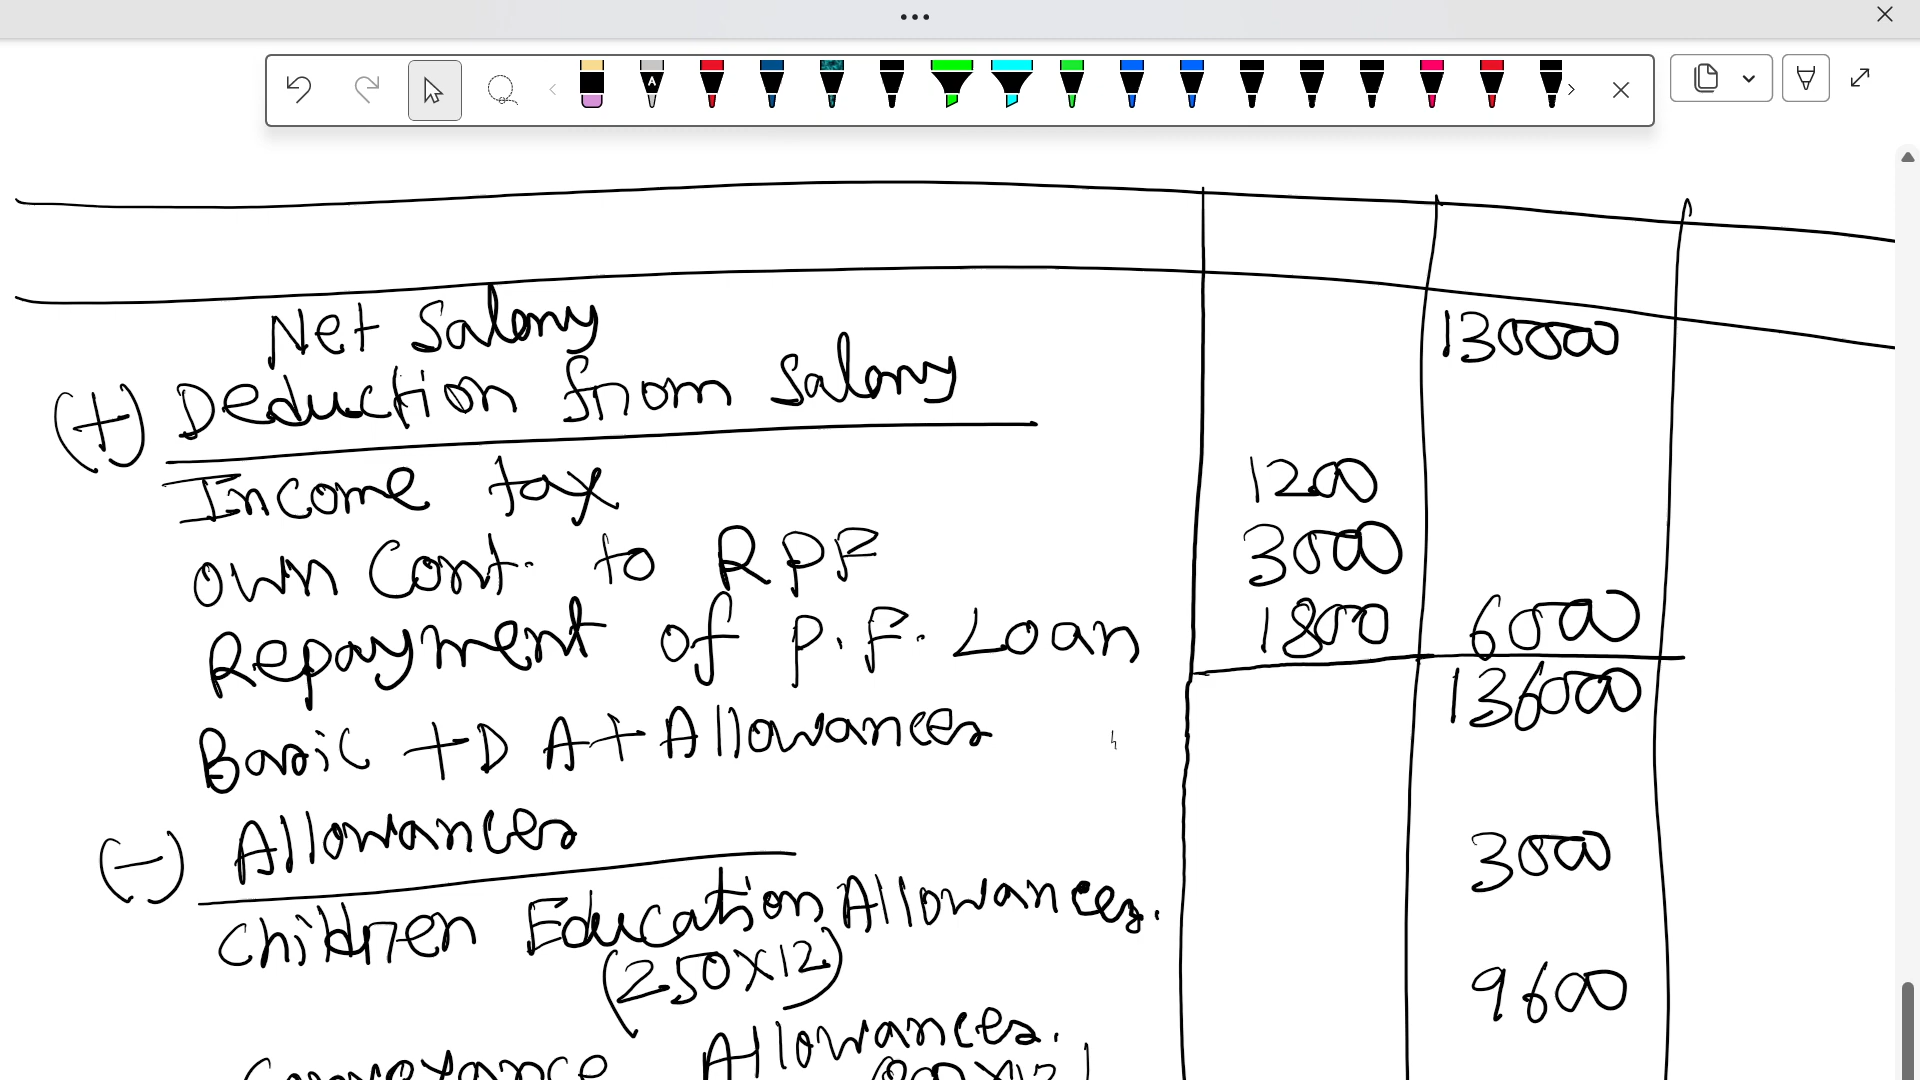 Net Salary 130000
(+) Deduction from Salary
Income tax 1200
Own Cont. to RPF 3000
Repayment of P.F. Loan 1800 6000
136000
Basic + D A + Allowances
(-) Allowances
3000
Children Education Allowances.
(250X12)
9600
Conveyance Allowances.